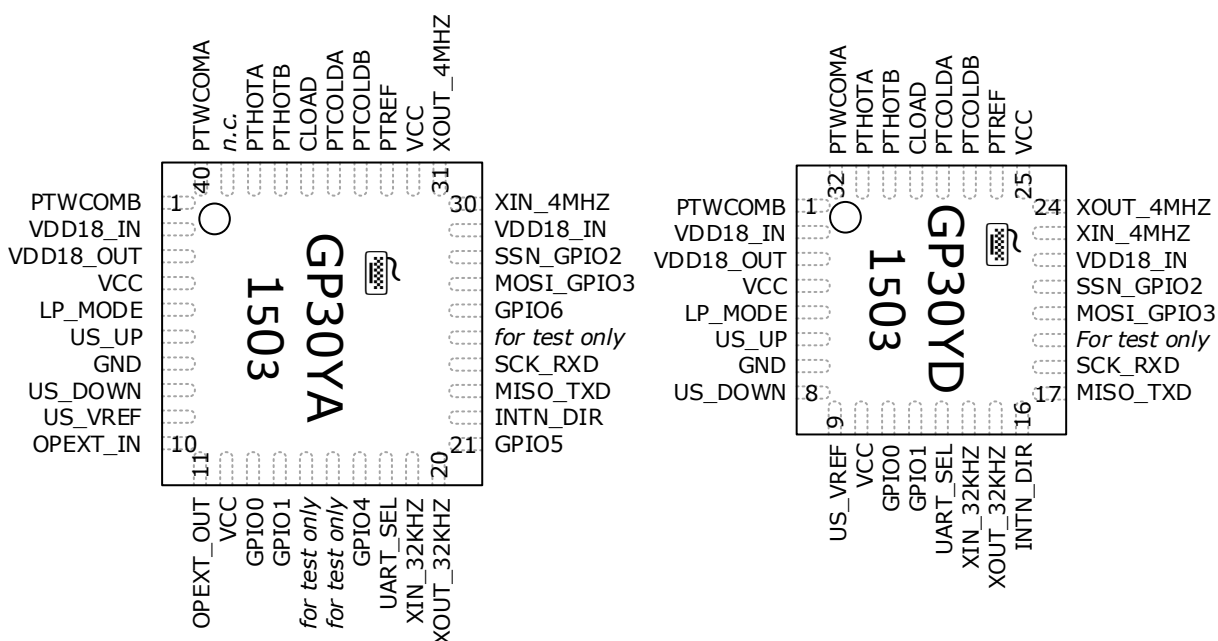 PTWCOMA
n.c.
PTHOTA
PTHOTB
CLOAD
PTCOLDA
PTCOLDB
PTREF
VCC
XOUT_4MHZ
40
31
PTWCOMB
VDD18_IN
VDD18_OUT
VCC
LP_MODE
US_UP
GND
US_DOWN
US_VREF
OPEXT_IN
1
10
GP30YA
1503
30
21
XIN_4MHZ
VDD18_IN
SSN_GPIO2
MOSI_GPIO3
GPIO6
for test only
SCK_RXD
MISO_TXD
INTN_DIR
GPIO5
11
20
OPEXT_OUT
VCC
GPIO0
GPIO1
for test only
for test only
GPIO4
UART_SEL
XIN_32KHZ
XOUT_32KHZ
PTWCOMA
PTHOTA
PTHOTB
CLOAD
PTCOLDA
PTCOLDB
PTREF
VCC
32
25
PTWCOMB
VDD18_IN
VDD18_OUT
VCC
LP_MODE
US_UP
GND
US_DOWN
1
8
GP30YD
1503
24
17
XOUT_4MHZ
XIN_4MHZ
VDD18_IN
SSN_GPIO2
MOSI_GPIO3
For test only
SCK_RXD
MISO_TXD
9
16
US_VREF
VCC
GPIO0
GPIO1
UART_SEL
XIN_32KHZ
XOUT_32KHZ
INTN_DIR